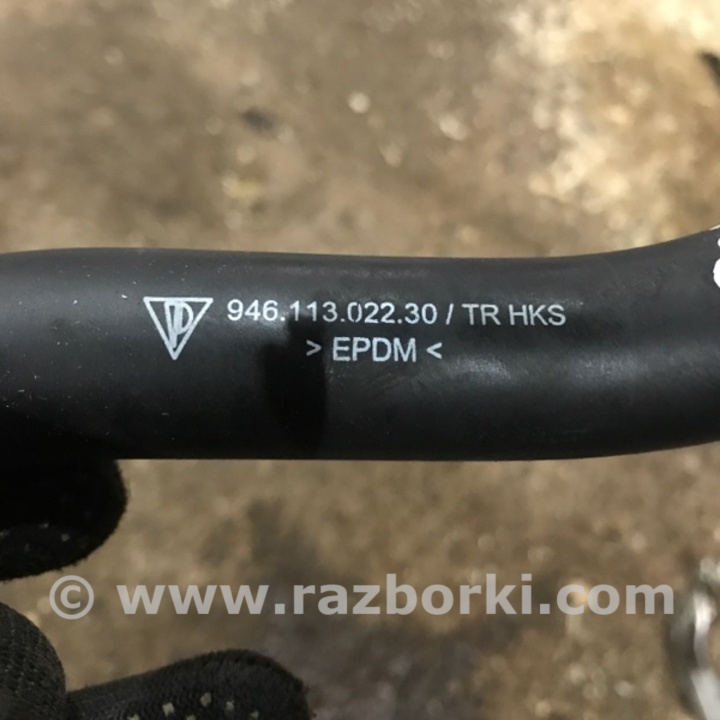 946.113.022.30 / TR HKS
> EPDM <
© www.razborki.com